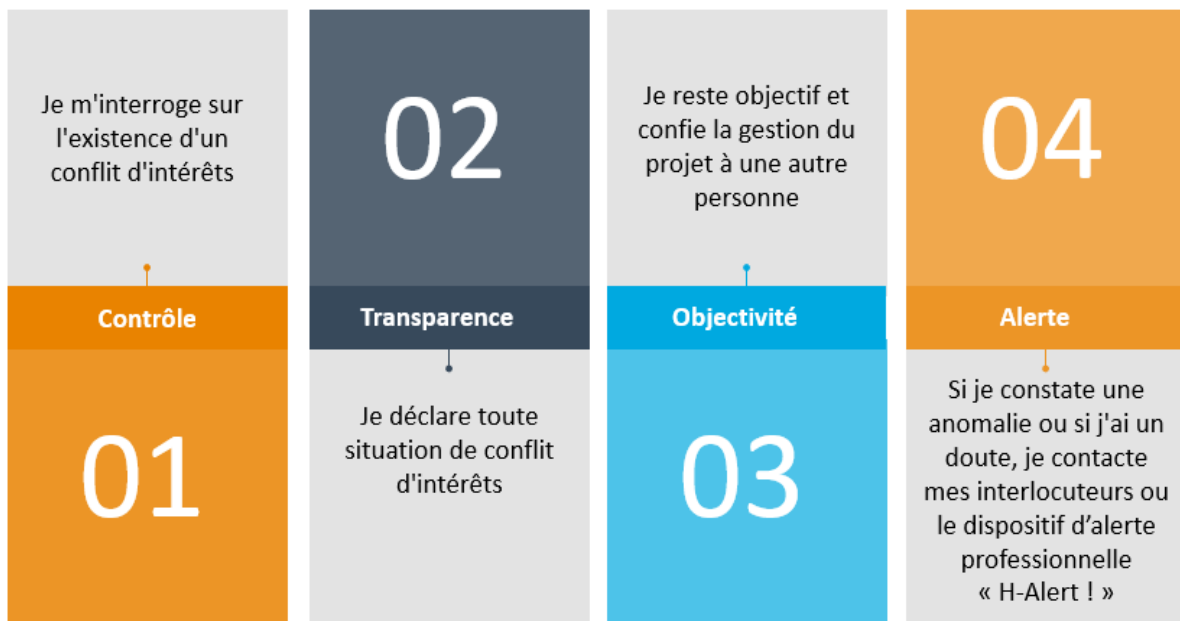 Je m'interroge sur
l'existence d'un
conflit d'intérêts
Contrôle
01
02
Transparence
Je déclare toute
situation de conflit
d'intérêts
Je reste objectif et
confie la gestion du
projet à une autre
personne
Objectivité
03
04
Alerte
Si je constate une
anomalie ou si j'ai un
doute, je contacte
mes interlocuteurs ou
le dispositif d’alerte
professionnelle
« H-Alert ! »